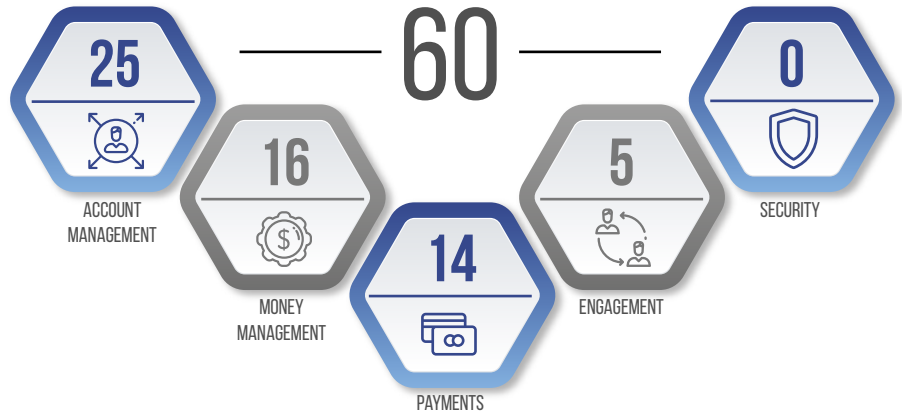 60
25
ACCOUNT
MANAGEMENT
16
$
MONEY
MANAGEMENT
14
PAYMENTS
5
ENGAGEMENT
0
SECURITY